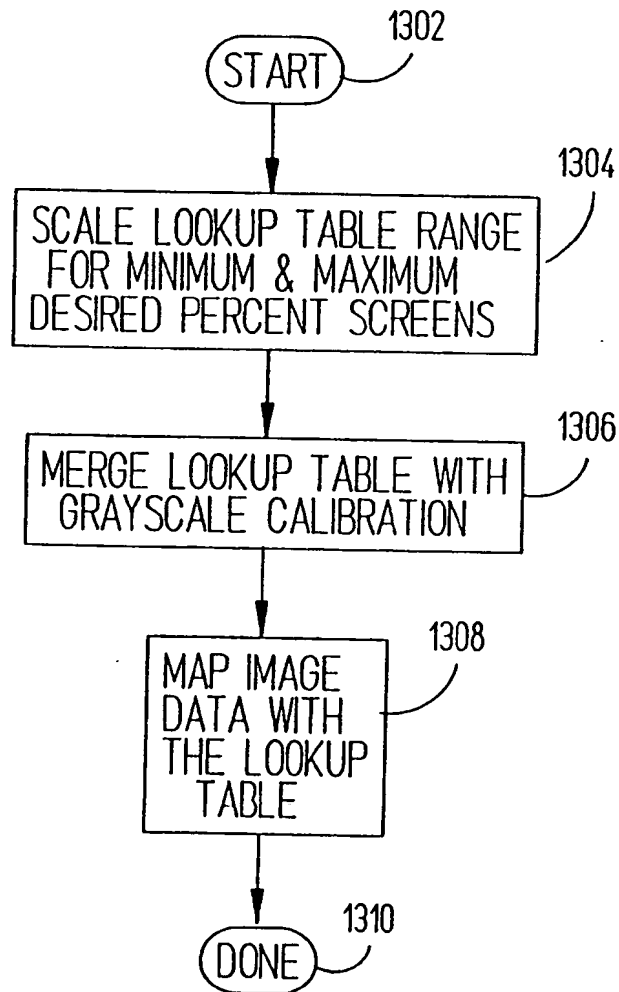 1302
START
1304
SCALE LOOKUP TABLE RANGE
FOR MINIMUM & MAXIMUM
DESIRED PERCENT SCREENS
1306
MERGE LOOKUP TABLE WITH
GRAYSCALE CALIBRATION
1308
MAP IMAGE
DATA WITH
THE LOOKUP
TABLE
1310
DONE